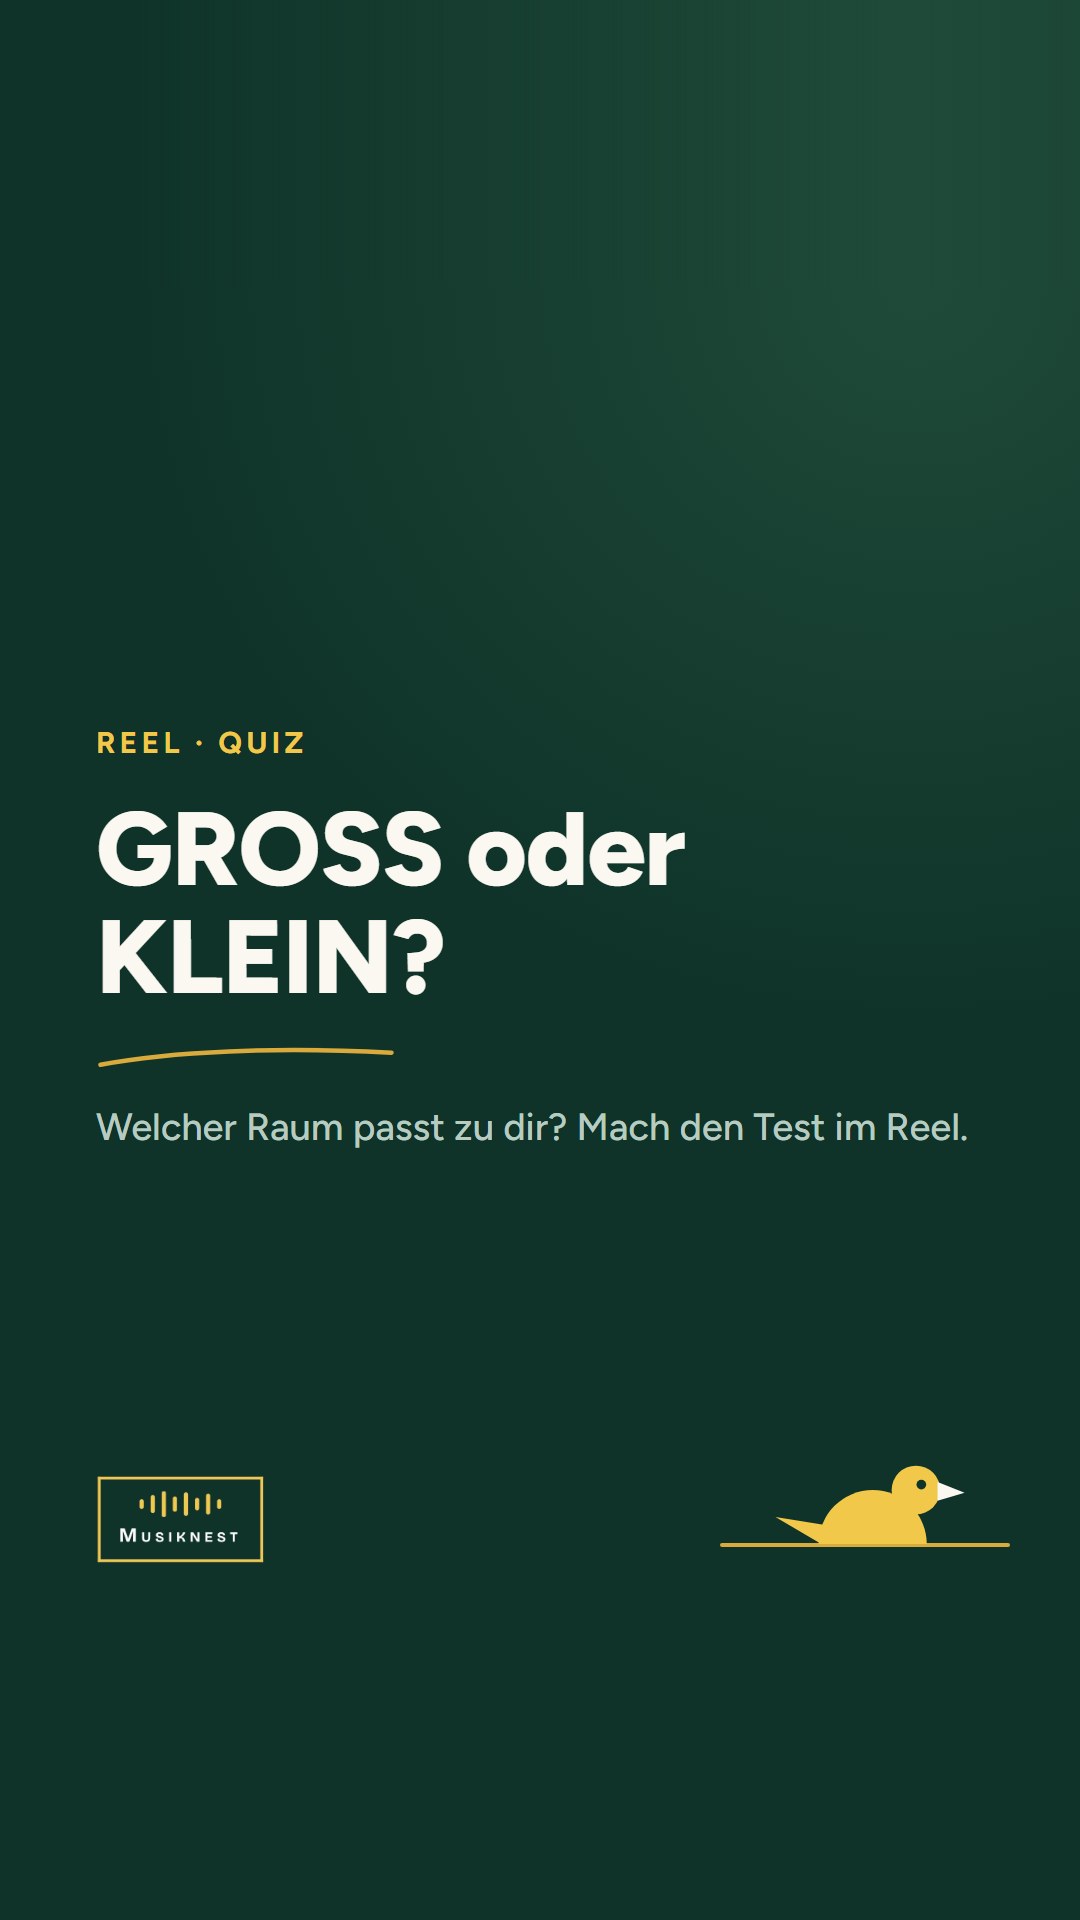 REEL · QUIZ
GROSS oder
KLEIN?
Welcher Raum passt zu dir? Mach den Test im Reel.
MUSIKNEST